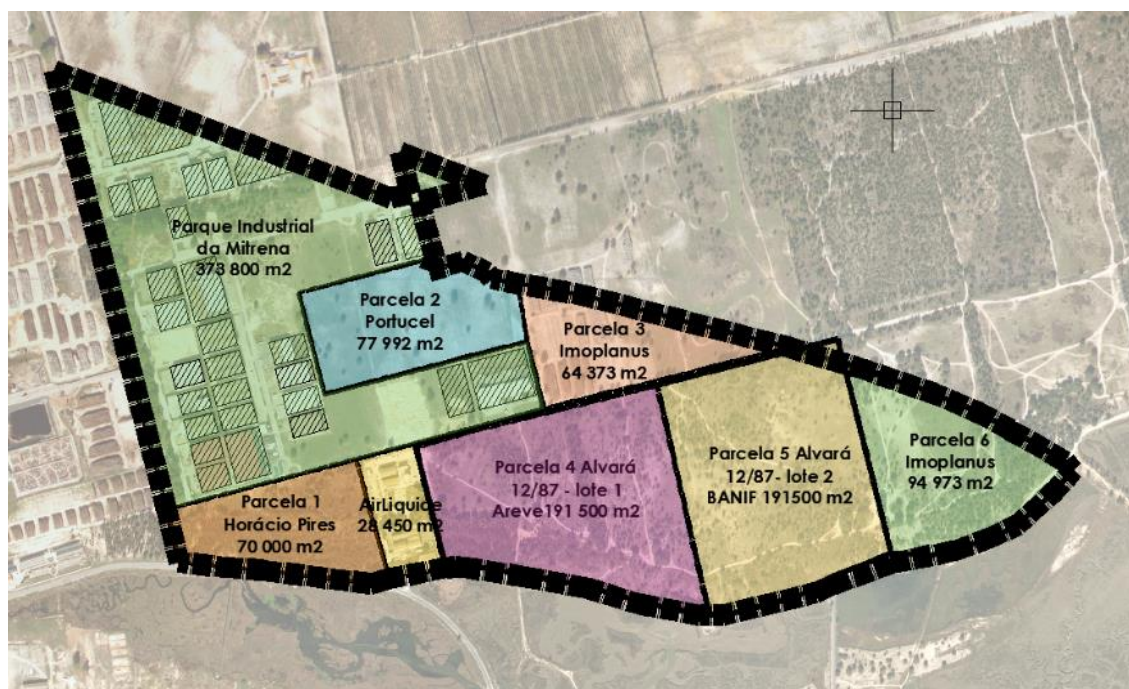 Parque Industrial
da Mitrena
373 800 m2
Parcela 2
Portucel
77 992 m2
Parcela 3
Imoplanus
64 373 m2
Parcela 1
Horácio Pires
70 000 m2
AirLiquide
28 450 m2
Parcela 4 Alvará
12/87 - lote 1
Areve191 500 m2
Parcela 5 Alvará
12/87- lote 2
BANIF 191500 m2
Parcela 6
Imoplanus
94 973 m2